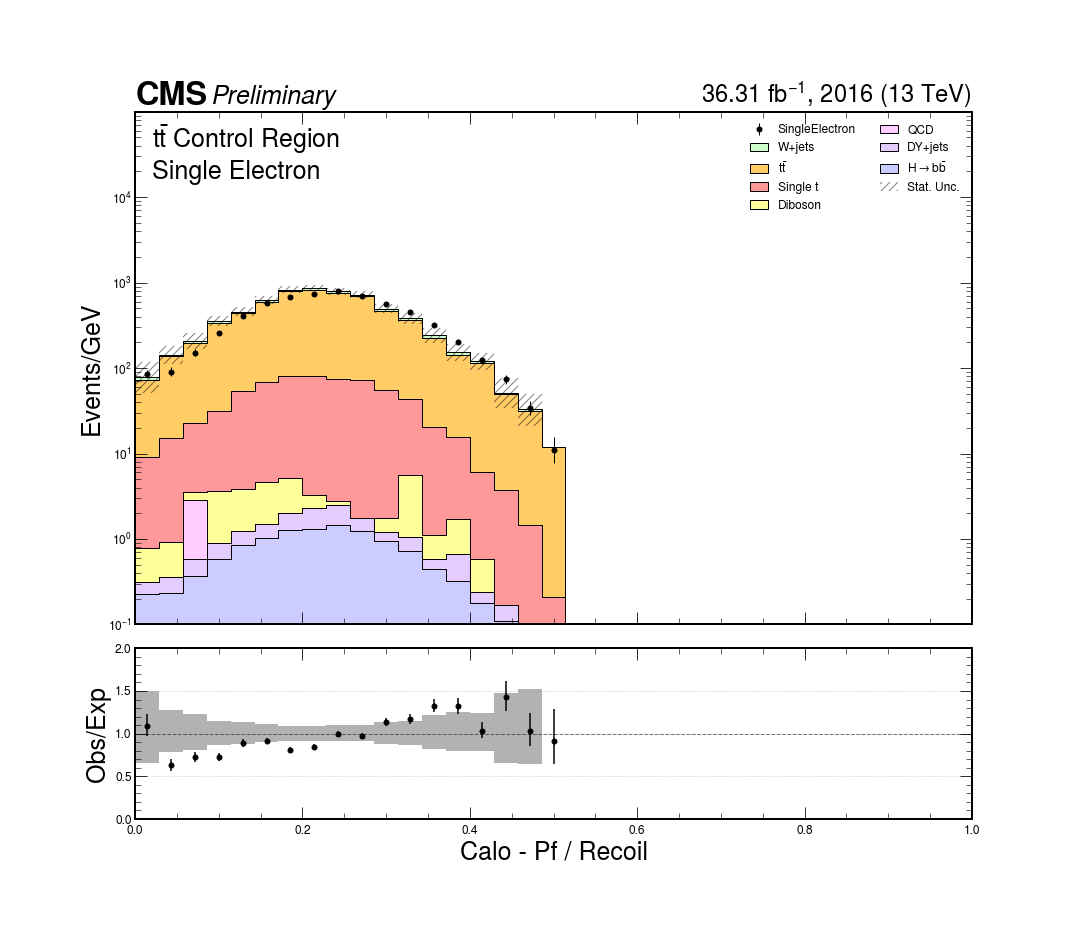 CMS Preliminary 36.31 fb⁻¹, 2016 (13 TeV)
tt̄ Control Region
Single Electron
SingleElectron
W+jets
tt̄
Single t
Diboson
QCD
DY+jets
H→bb̄
Stat. Unc.
Events/GeV
10⁴
10³
10²
10¹
10⁰
10⁻¹
Obs/Exp
2.0
1.5
1.0
0.5
0.0
0.0 0.2 0.4 0.6 0.8 1.0
Calo - Pf / Recoil